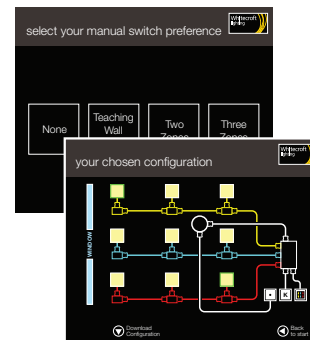 select your manual switch preference
Whitecroft
lighting
None
Teaching
Wall
Two
Zones
Three
Zones
your chosen configuration
Whitecroft
lighting
WINDOW
K
Download
Configuration
Back
to start